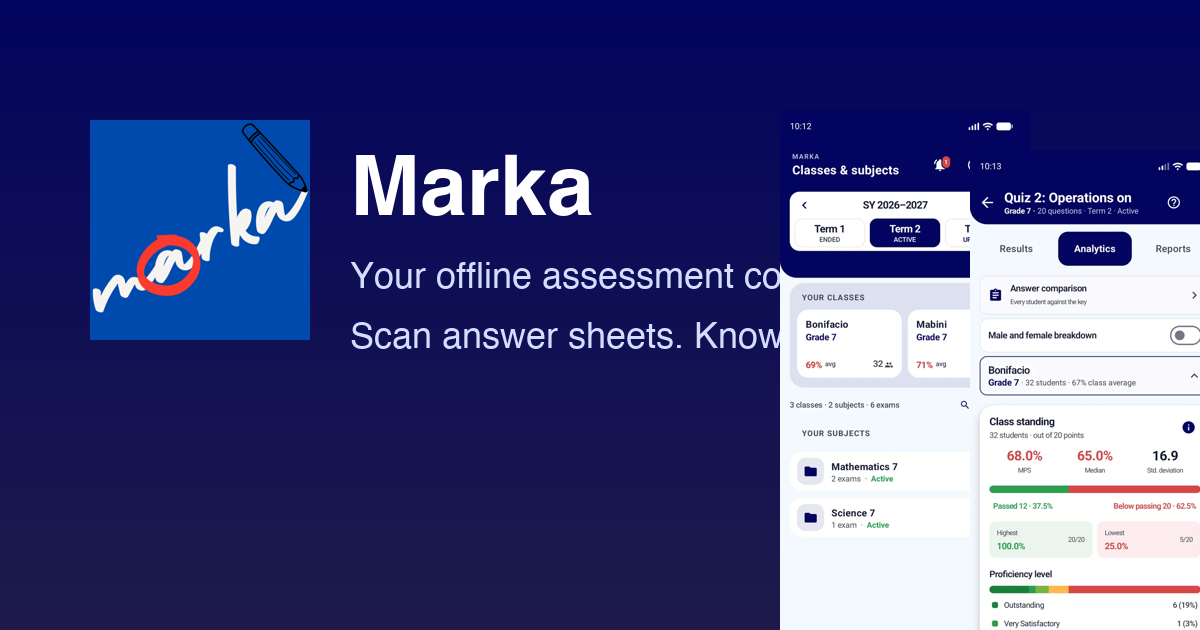 marka
Marka
Your offline assessment co
Scan answer sheets. Know
10:12
MARKA
Classes & subjects
1
SY 2026–2027
Term 1
ENDED
Term 2
ACTIVE
T
UP
YOUR CLASSES
Bonifacio
Grade 7
69% avg
32
Mabini
Grade 7
71% avg
3 classes · 2 subjects · 6 exams
YOUR SUBJECTS
Mathematics 7
2 exams · Active
Science 7
1 exam · Active
10:13
Quiz 2: Operations on
Grade 7 · 20 questions · Term 2 · Active
Results
Analytics
Reports
Answer comparison
Every student against the key
Male and female breakdown
Bonifacio
Grade 7 · 32 students · 67% class average
Class standing
32 students · out of 20 points
68.0%
MPS
65.0%
Median
16.9
Std. deviation
Passed 12 · 37.5%
Below passing 20 · 62.5%
Highest
100.0%
20/20
Lowest
25.0%
5/20
Proficiency level
Outstanding
6 (19%)
Very Satisfactory
1 (3%)